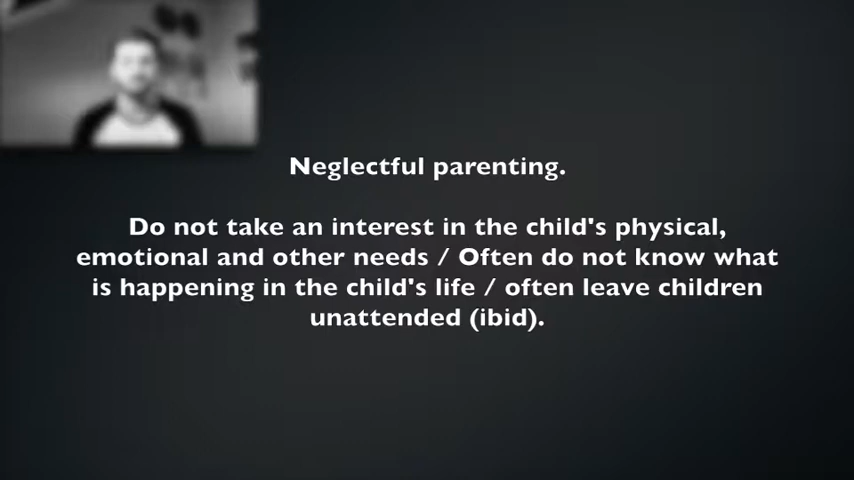 Neglectful parenting.
Do not take an interest in the child's physical,
emotional and other needs / Often do not know what
is happening in the child's life / often leave children
unattended (ibid).